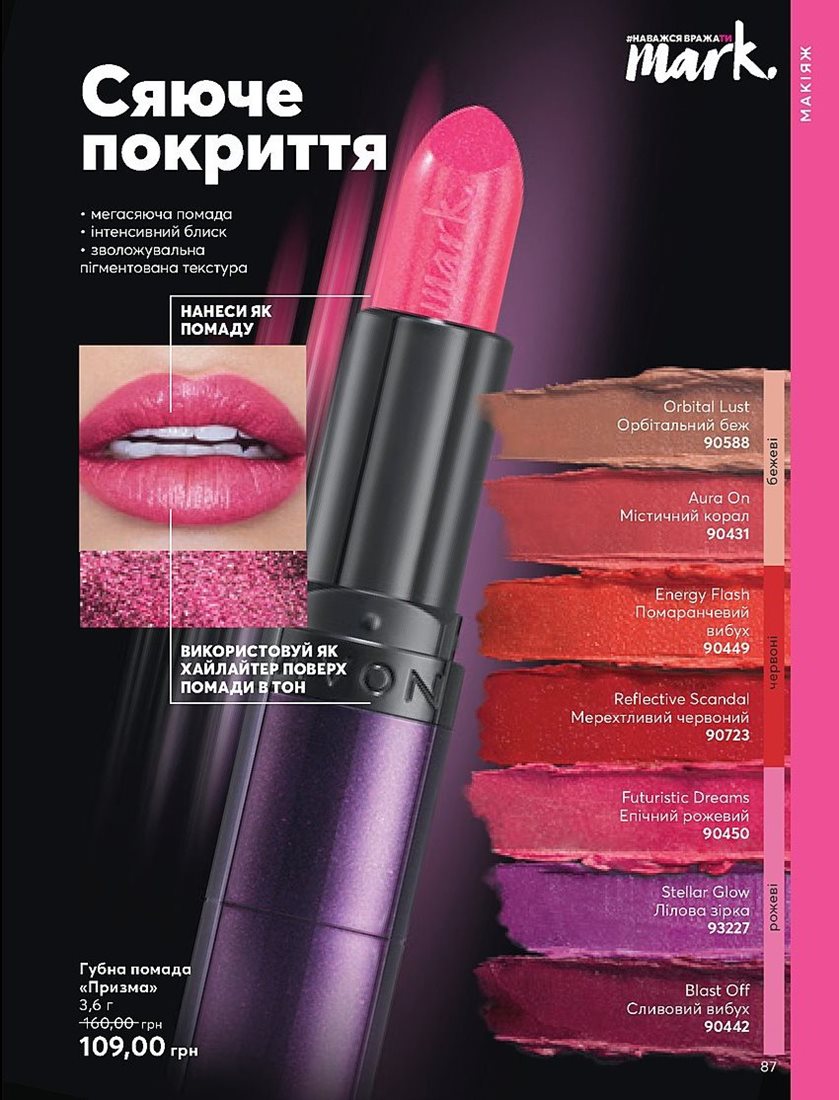 #НАВАЖСЯ ВРАЖАТИ
mark.
МАКІЯЖ
Сяюче
покриття
• мегасяюча помада
• інтенсивний блиск
• зволожувальна
пігментована текстура
НАНЕСИ ЯК
ПОМАДУ
mark.
Orbital Lust
Орбітальний беж
90588
бежеві
Aura On
Містичний корал
90431
Energy Flash
Помаранчевий
вибух
90449
червоні
ВИКОРИСТОВУЙ ЯК
ХАЙЛАЙТЕР ПОВЕРХ
ПОМАДИ В ТОН
VON
Reflective Scandal
Мерехтливий червоний
90723
Futuristic Dreams
Епічний рожевий
90450
Stellar Glow
Лілова зірка
93227
рожеві
Blast Off
Сливовий вибух
90442
Губна помада
«Призма»
3,6 г
160,00 грн
109,00 грн
87